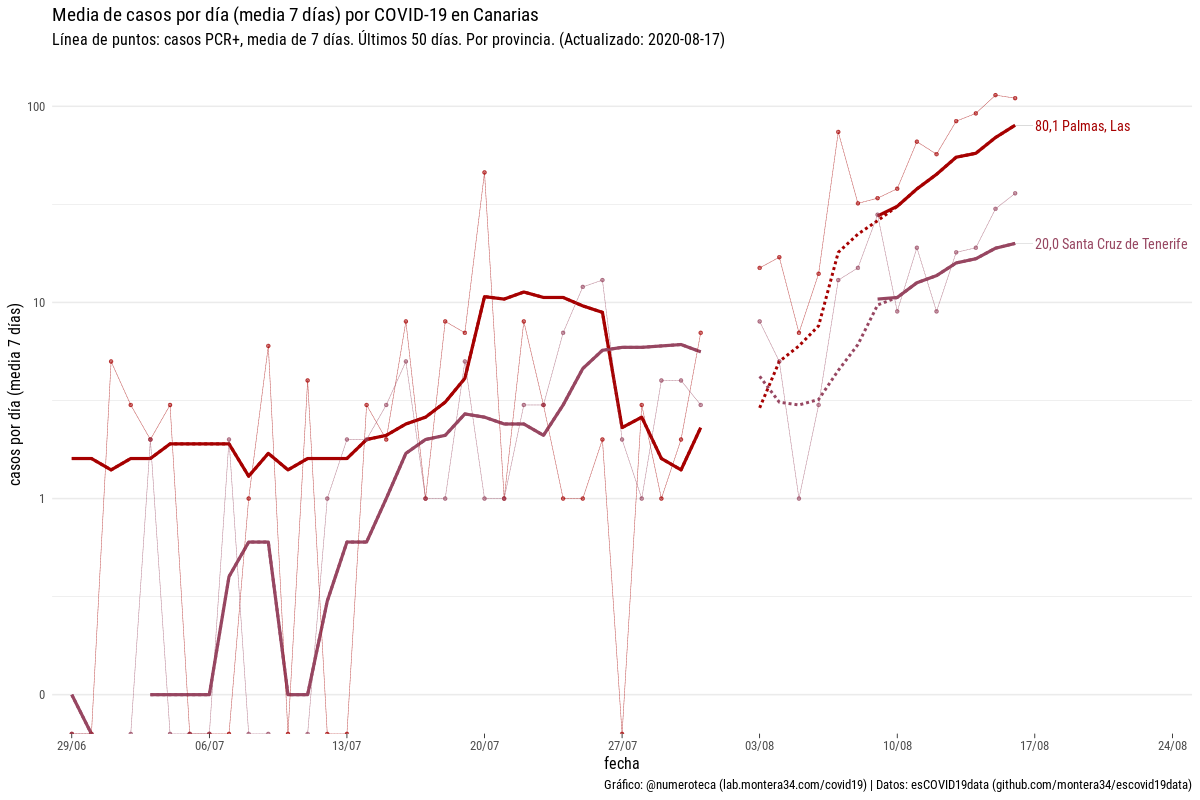 Media de casos por día (media 7 días) por COVID-19 en Canarias
Línea de puntos: casos PCR+, media de 7 días. Últimos 50 días. Por provincia. (Actualizado: 2020-08-17)
100
10
1
0
casos por día (media 7 días)
80,1 Palmas, Las
20,0 Santa Cruz de Tenerife
29/06
06/07
13/07
20/07
27/07
03/08
10/08
17/08
24/08
fecha
Gráfico: @numeroteca (lab.montera34.com/covid19) | Datos: esCOVID19data (github.com/montera34/escovid19data)